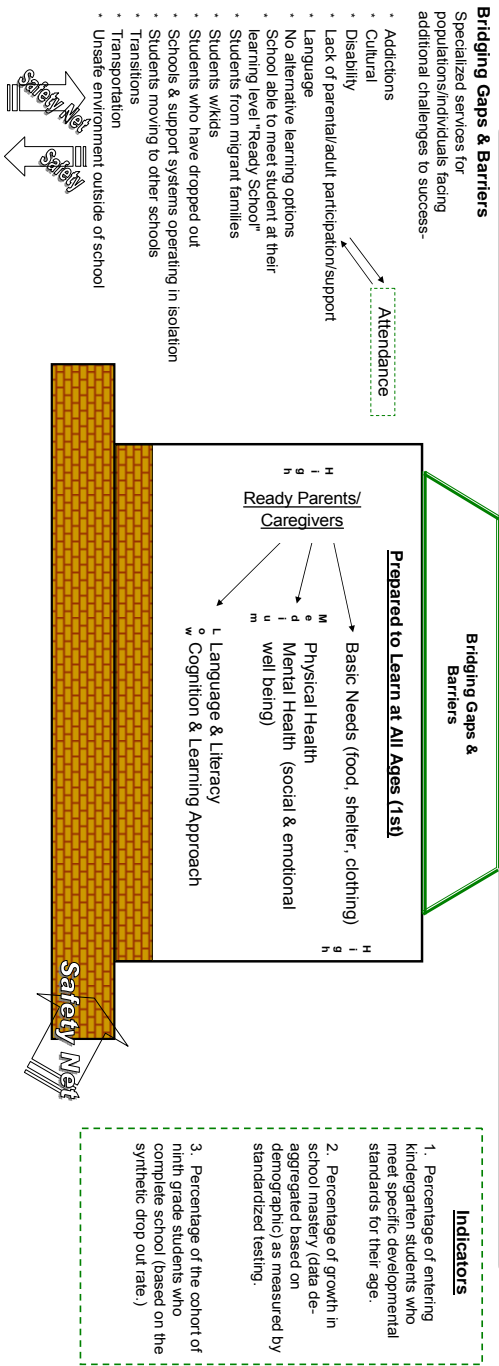 Bridging Gaps & Barriers
Specialized services for
populations/individuals facing
additional challenges to success-
* Addictions
* Cultural
* Disability
* Lack of parental/adult participation/support
* Language
* No alternative learning options
* School able to meet student at their
learning level "Ready School"
* Students from migrant families
* Students w/kids
* Students who have dropped out
* Schools & support systems operating in isolation
* Students moving to other schools
* Transitions
* Transportation
* Unsafe environment outside of school
Safety Net
Safety
Attendance
Bridging Gaps &
Barriers
Prepared to Learn at All Ages (1st)
High
Ready Parents/
Caregivers
Basic Needs (food, shelter, clothing)
High
Medium
Physical Health
Mental Health (social & emotional
well being)
Low
Language & Literacy
Cognition & Learning Approach
Safety Net
Indicators
1. Percentage of entering
kindergarten students who
meet specific developmental
standards for their age.
2. Percentage of growth in
school mastery (data de-
aggregated based on
demographic) as measured by
standardized testing.
3. Percentage of the cohort of
ninth grade students who
complete school (based on the
synthetic drop out rate.)